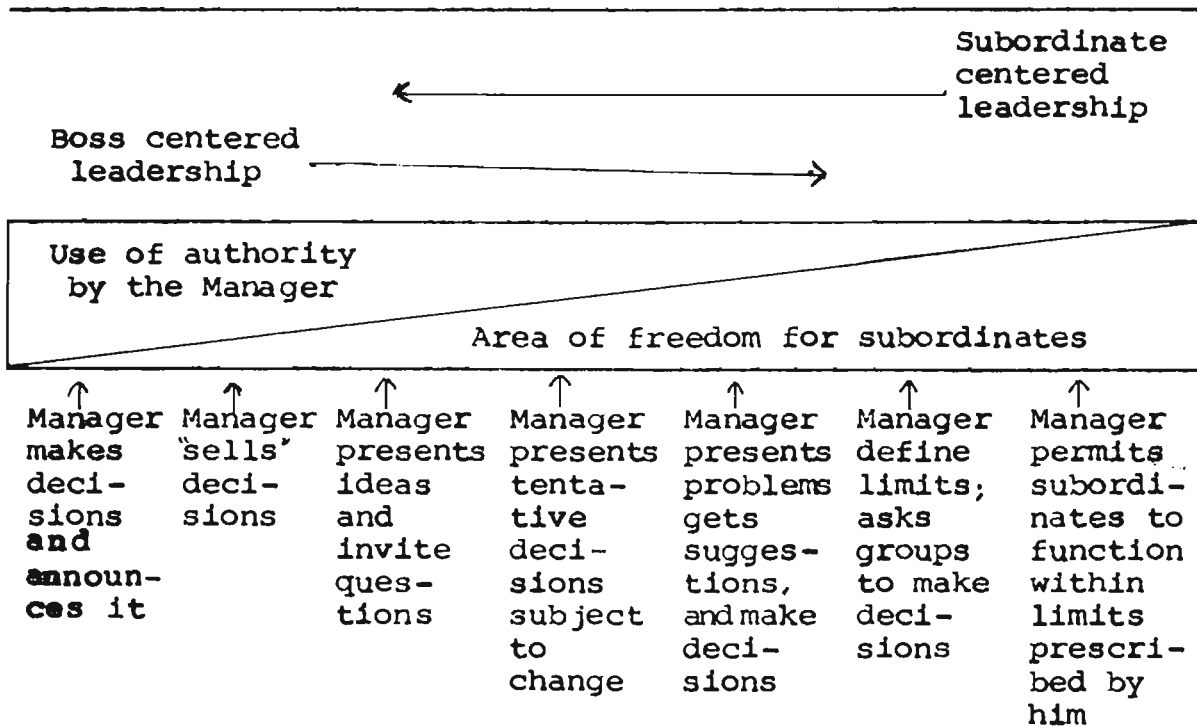 Subordinate
centered
leadership
Boss centered
leadership
Use of authority
by the Manager
Area of freedom for subordinates
Manager
makes
deci-
sions
and
announ-
ces it
Manager
"sells"
deci-
sions
Manager
presents
ideas
and
invite
ques-
tions
Manager
presents
tenta-
tive
deci-
sions
subject
to
change
Manager
presents
problems
gets
sugges-
tions,
and make
deci-
sions
Manager
define
limits;
asks
groups
to make
deci-
sions
Manager
permits
subordi-
nates to
function
within
limits
prescri-
bed by
him